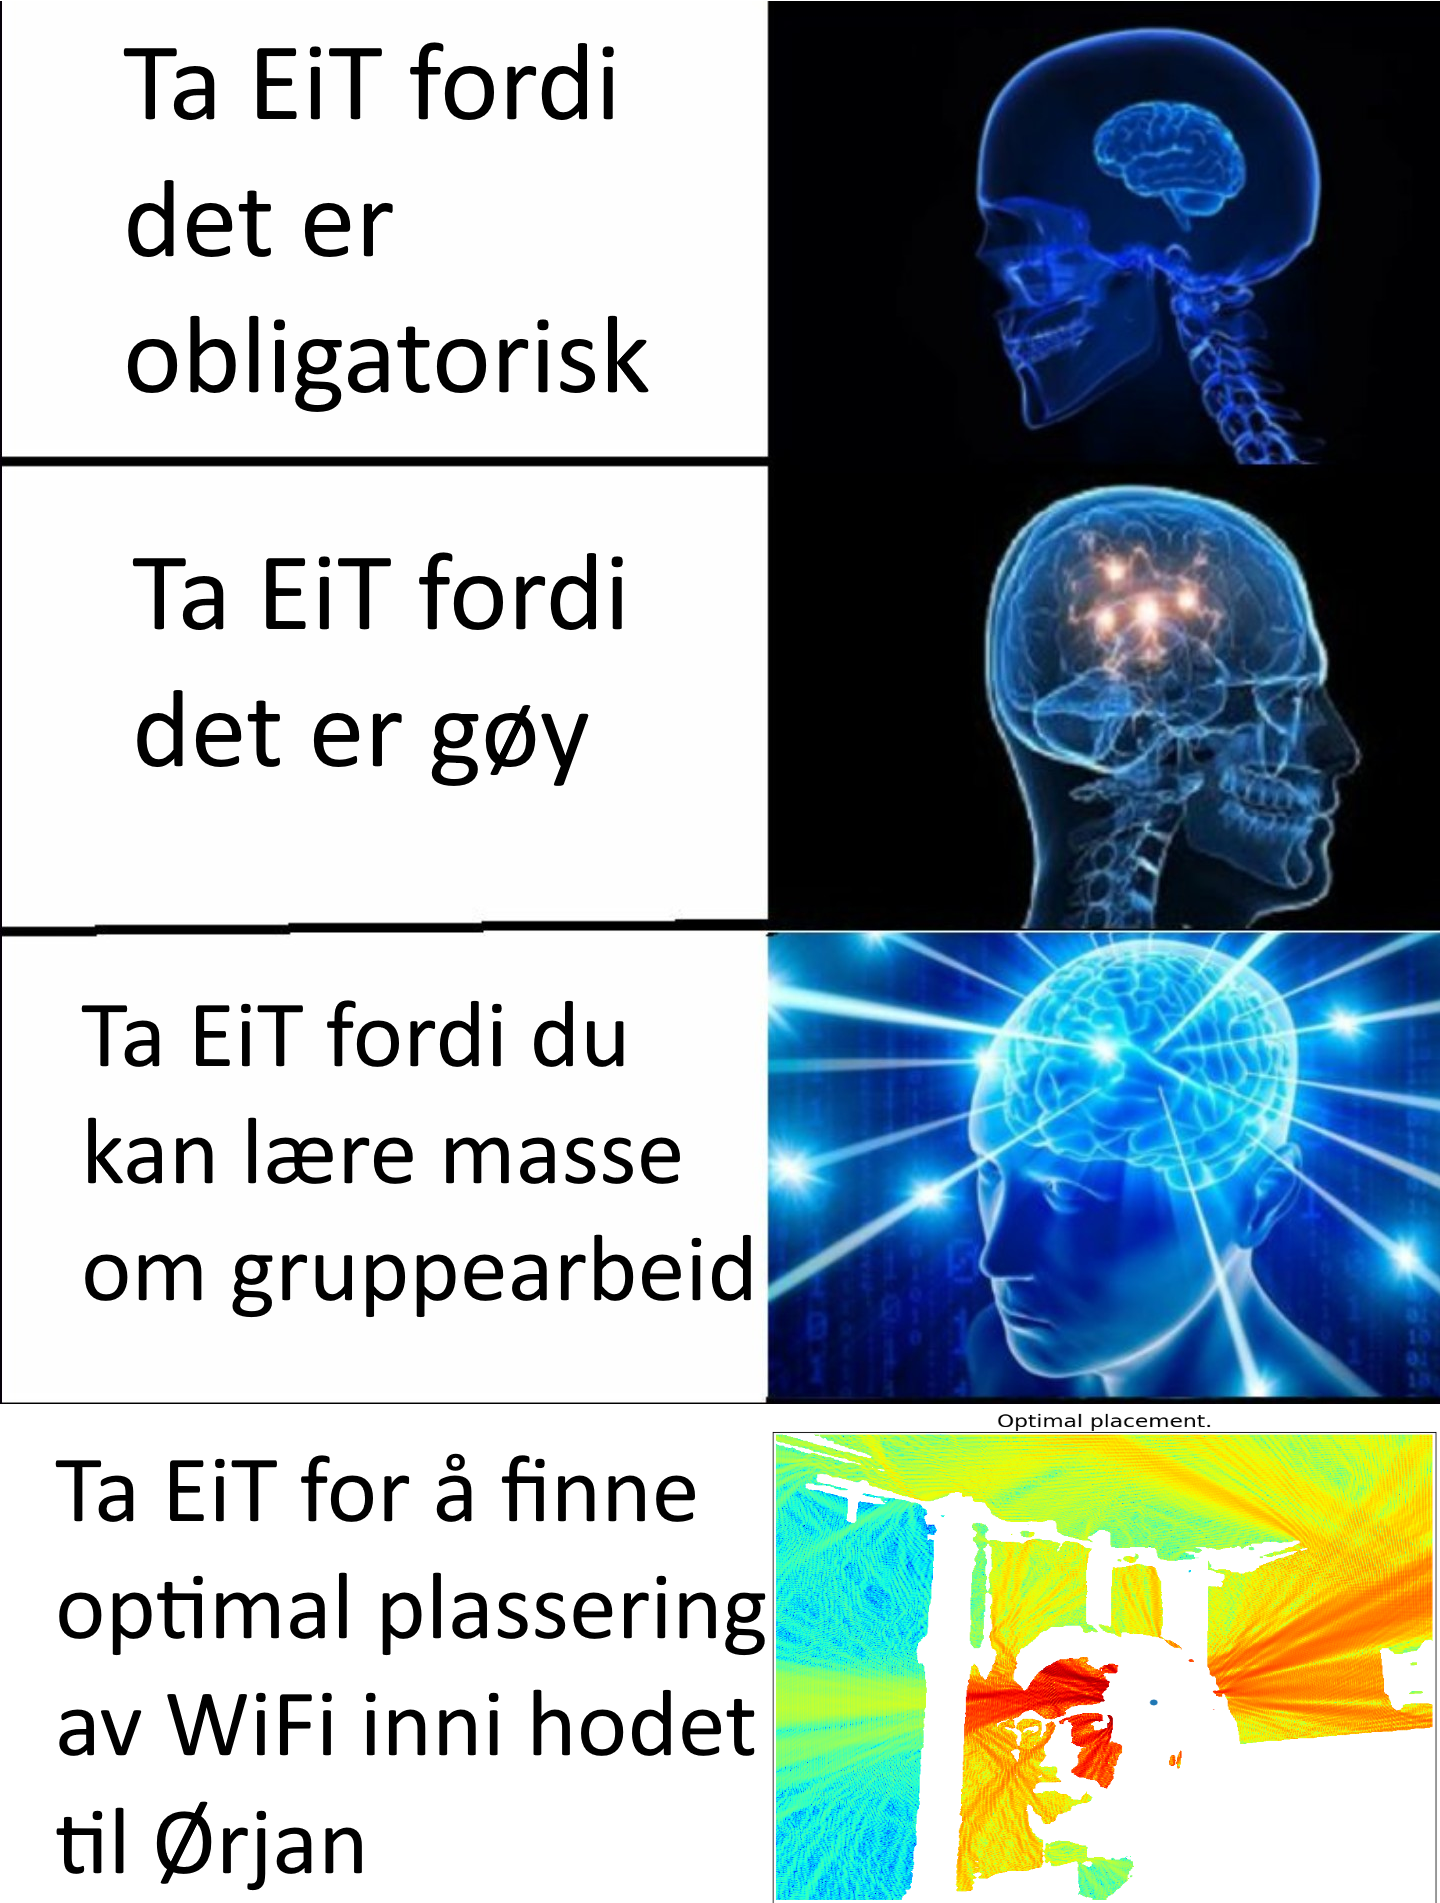 Ta EiT fordi
det er
obligatorisk
Ta EiT fordi
det er gøy
Ta EiT fordi du
kan lære masse
om gruppearbeid
Optimal placement.
Ta EiT for å finne
optimal plassering
av WiFi inni hodet
til Ørjan